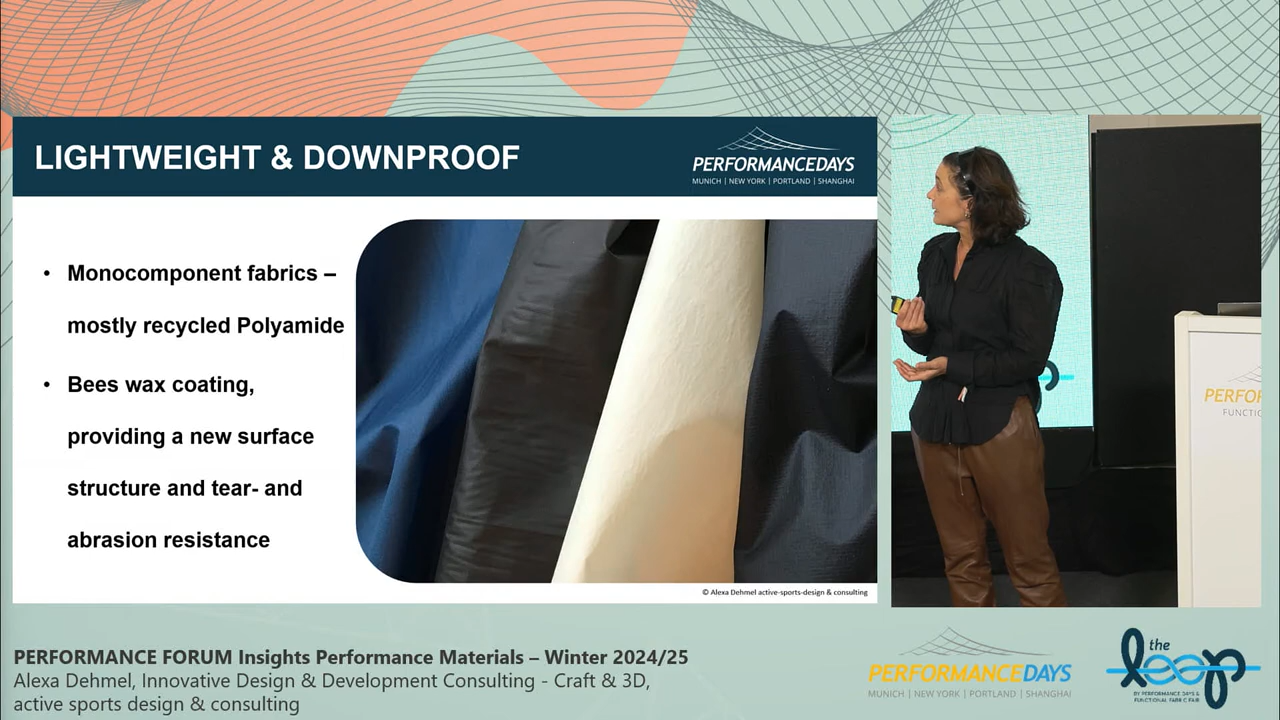 LIGHTWEIGHT & DOWNPROOF
PERFORMANCEDAYS
MUNICH | NEW YORK | PORTLAND | SHANGHAI
• Monocomponent fabrics –
mostly recycled Polyamide
• Bees wax coating,
providing a new surface
structure and tear- and
abrasion resistance
© Alexa Dehmel active-sports-design & consulting
PERFO
FUNCTIO
PERFORMANCE FORUM Insights Performance Materials – Winter 2024/25
Alexa Dehmel, Innovative Design & Development Consulting - Craft & 3D,
active sports design & consulting
PERFORMANCEDAYS
MUNICH | NEW YORK | PORTLAND | SHANGHAI
the
loop
BY PERFORMANCE DAYS &
FUNCTIONAL FABRIC FAIR